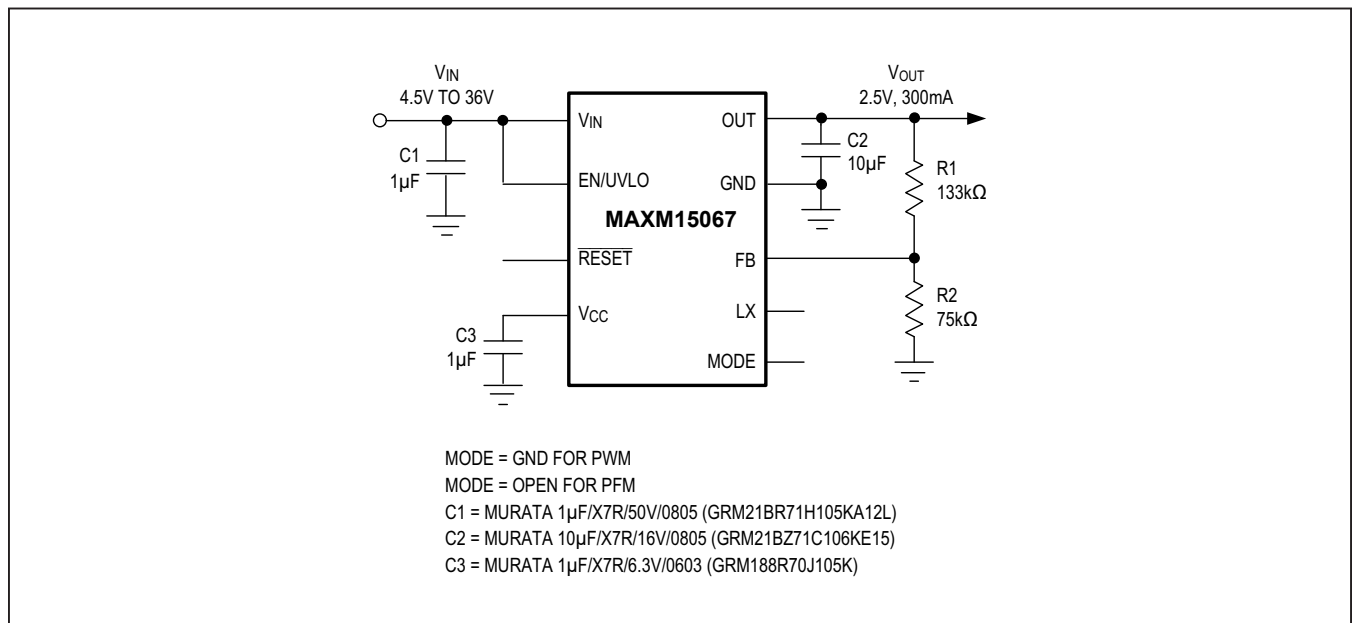 VIN
4.5V TO 36V
VOUT
2.5V, 300mA
C1
1µF
VIN
EN/UVLO
RESET
VCC
MAXM15067
OUT
GND
FB
LX
MODE
C2
10µF
R1
133kΩ
R2
75kΩ
C3
1µF
MODE = GND FOR PWM
MODE = OPEN FOR PFM
C1 = MURATA 1µF/X7R/50V/0805 (GRM21BR71H105KA12L)
C2 = MURATA 10µF/X7R/16V/0805 (GRM21BZ71C106KE15)
C3 = MURATA 1µF/X7R/6.3V/0603 (GRM188R70J105K)